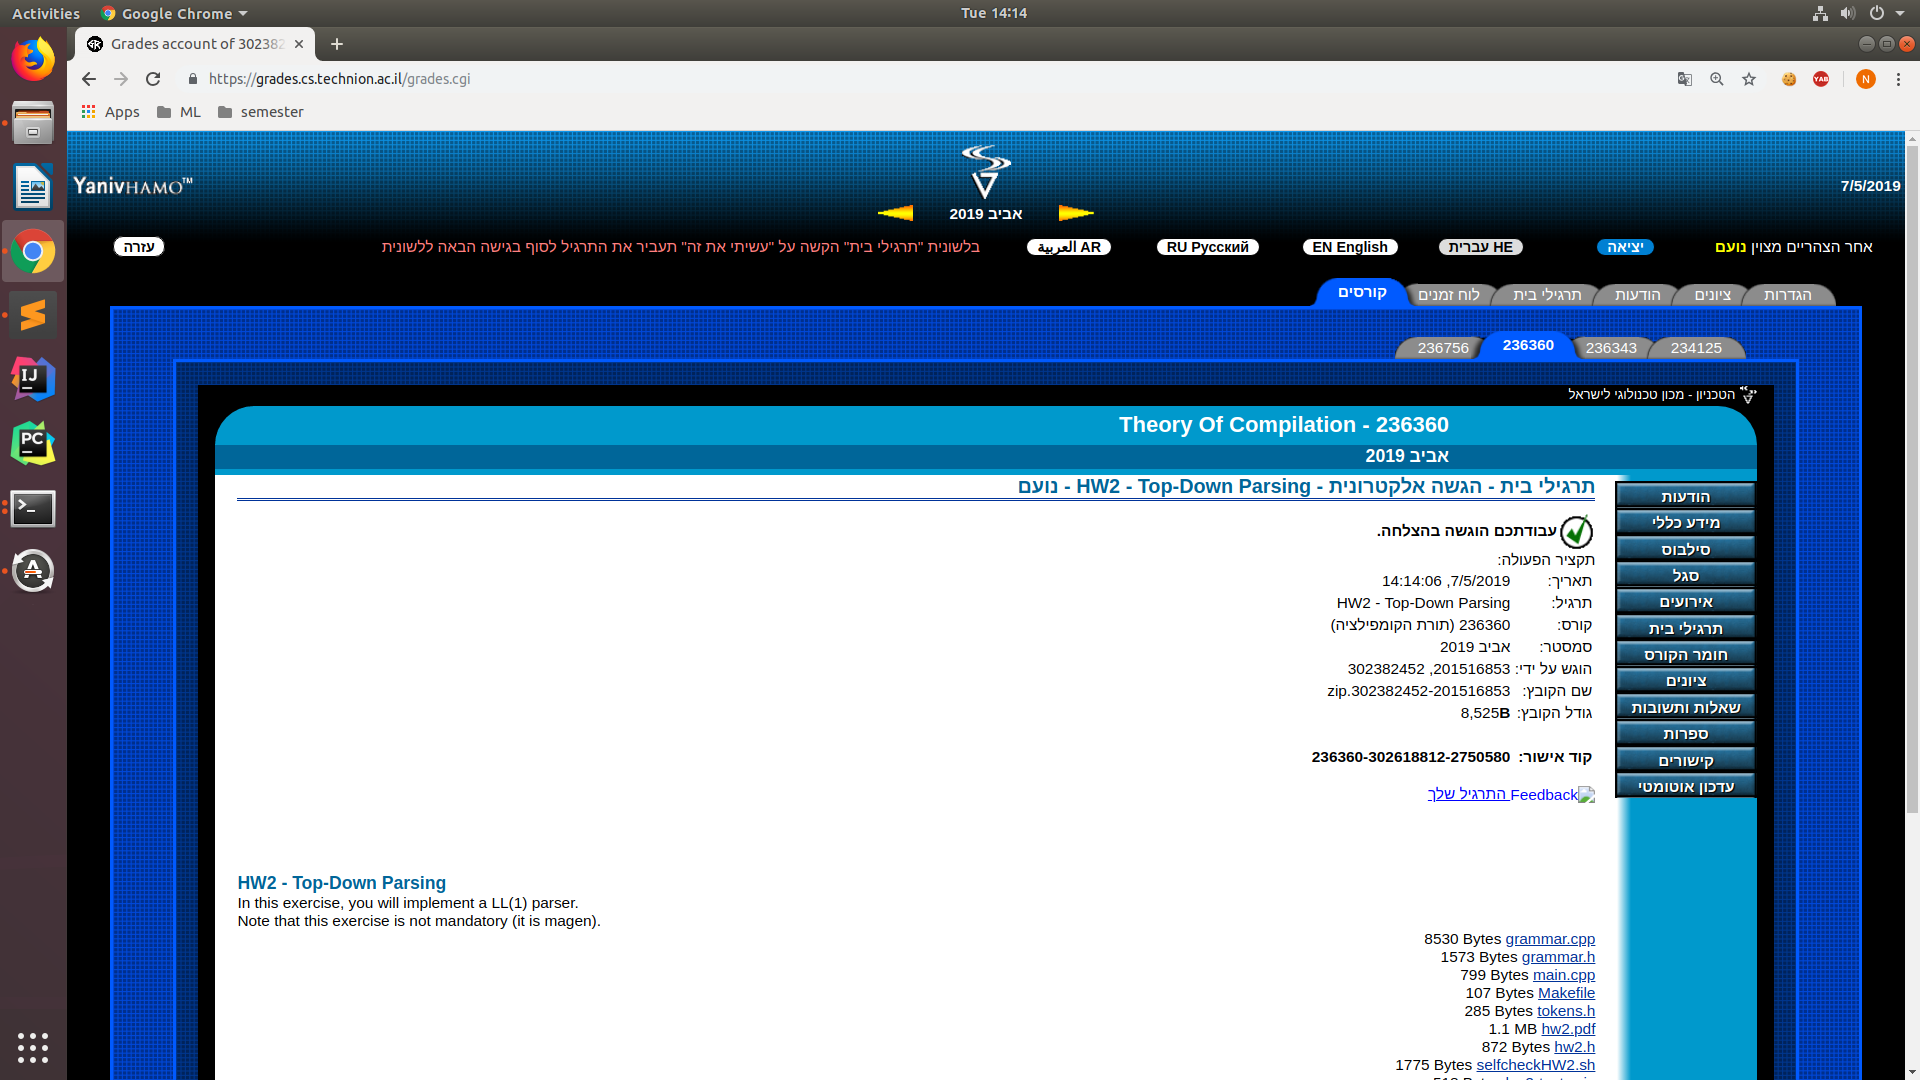 Activities
Google Chrome
Tue 14:14
Grades account of 302382
https://grades.cs.technion.ac.il/grades.cgi
YAB
N
Apps
ML
semester
YanivHAMO™
7/5/2019
אביב 2019
אחר הצהריים מצוין נועם
יציאה
HE עברית
EN English
RU Русский
AR العربية
בלשונית "תרגילי בית" הקשה על "עשיתי את זה" תעביר את התרגיל לסוף בגישה הבאה ללשונית
עזרה
הגדרות
ציונים
הודעות
תרגילי בית
לוח זמנים
קורסים
234125
236343
236360
236756
הטכניון - מכון טכנולוגי לישראל
Theory Of Compilation - 236360
אביב 2019
הודעות
מידע כללי
סילבוס
סגל
אירועים
תרגילי בית
חומר הקורס
ציונים
שאלות ותשובות
ספרות
קישורים
עדכון אוטומטי
תרגילי בית - הגשה אלקטרונית - HW2 - Top-Down Parsing - נועם
עבודתכם הוגשה בהצלחה.
תקציר הפעולה:
תאריך: 7/5/2019, 14:14:06
תרגיל: HW2 - Top-Down Parsing
קורס: 236360 (תורת הקומפילציה)
סמסטר: אביב 2019
הוגש על ידי: 201516853, 302382452
שם הקובץ: zip.302382452-201516853
גודל הקובץ: 8,525B
קוד אישור: 236360-302618812-2750580
Feedback התרגיל שלך
HW2 - Top-Down Parsing
In this exercise, you will implement a LL(1) parser.
Note that this exercise is not mandatory (it is magen).
8530 Bytes grammar.cpp
1573 Bytes grammar.h
799 Bytes main.cpp
107 Bytes Makefile
285 Bytes tokens.h
1.1 MB hw2.pdf
872 Bytes hw2.h
1775 Bytes selfcheckHW2.sh